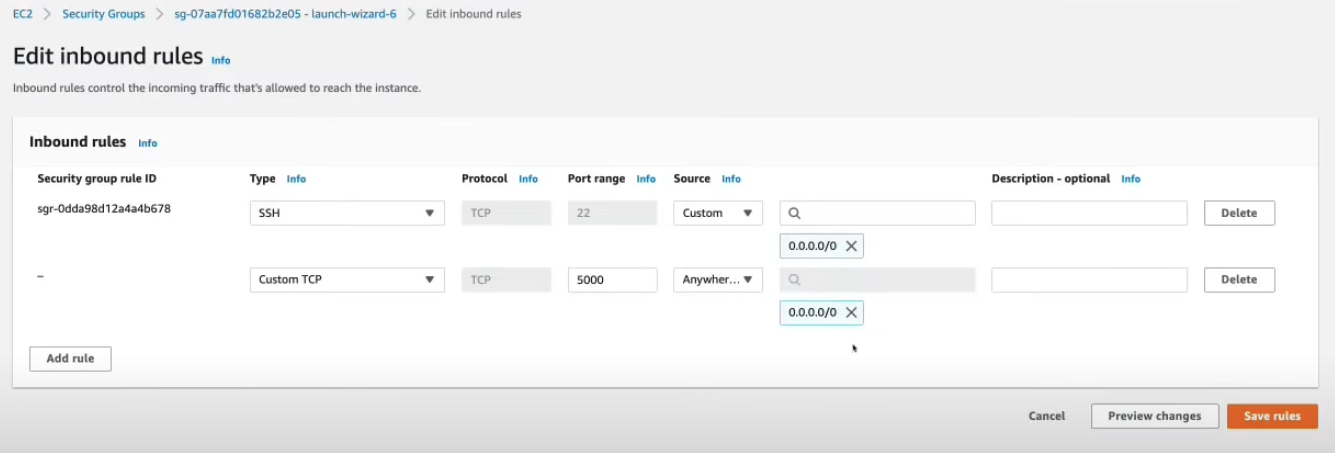 EC2 > Security Groups > sg-07aa7fd01682b2e05 - launch-wizard-6 > Edit inbound rules
Edit inbound rules Info
Inbound rules control the incoming traffic that's allowed to reach the instance.
Inbound rules Info
Security group rule ID Type Info Protocol Info Port range Info Source Info Description - optional Info
sgr-0dda98d12a4a4b678 SSH TCP 22 Custom Delete
0.0.0.0/0
– Custom TCP TCP 5000 Anywher... Delete
0.0.0.0/0
Add rule
Cancel Preview changes Save rules